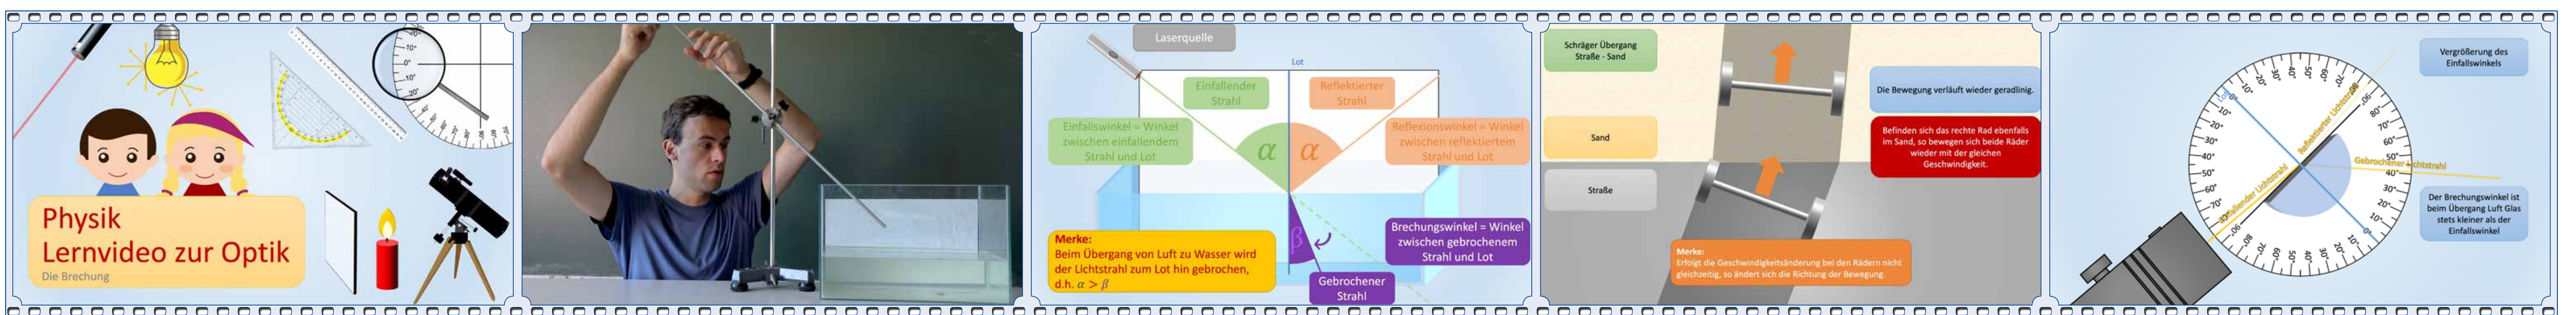 Physik
Lernvideo zur Optik
Die Brechung
Laserquelle
Lot
Einfallender
Strahl
Reflektierter
Strahl
Einfallswinkel = Winkel
zwischen einfallendem
Strahl und Lot
Reflexionswinkel = Winkel
zwischen reflektiertem
Strahl und Lot
α
α
β
Merke:
Beim Übergang von Luft zu Wasser wird
der Lichtstrahl zum Lot hin gebrochen,
d.h. α > β
Brechungswinkel = Winkel
zwischen gebrochenem
Strahl und Lot
Gebrochener
Strahl
Schräger Übergang
Straße - Sand
Sand
Straße
Die Bewegung verläuft wieder geradlinig.
Befinden sich das rechte Rad ebenfalls
im Sand, so bewegen sich beide Räder
wieder mit der gleichen
Geschwindigkeit.
Merke:
Erfolgt die Geschwindigkeitsänderung bei den Rädern nicht
gleichzeitig, so ändert sich die Richtung der Bewegung.
Vergrößerung des
Einfallswinkels
Reflektierter Lichtstrahl
Gebrochener Lichtstrahl
Einfallender Lichtstrahl
Der Brechungswinkel ist
beim Übergang Luft Glas
stets kleiner als der
Einfallswinkel